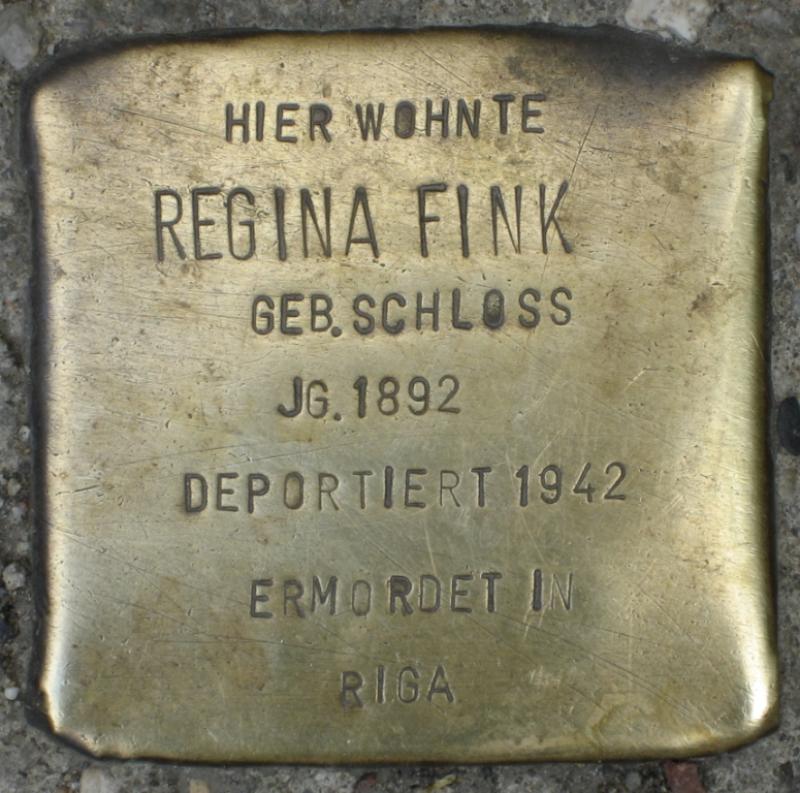 HIER WOHNTE
REGINA FINK
GEB. SCHLOSS
JG. 1892
DEPORTIERT 1942
ERMORDET IN
RIGA